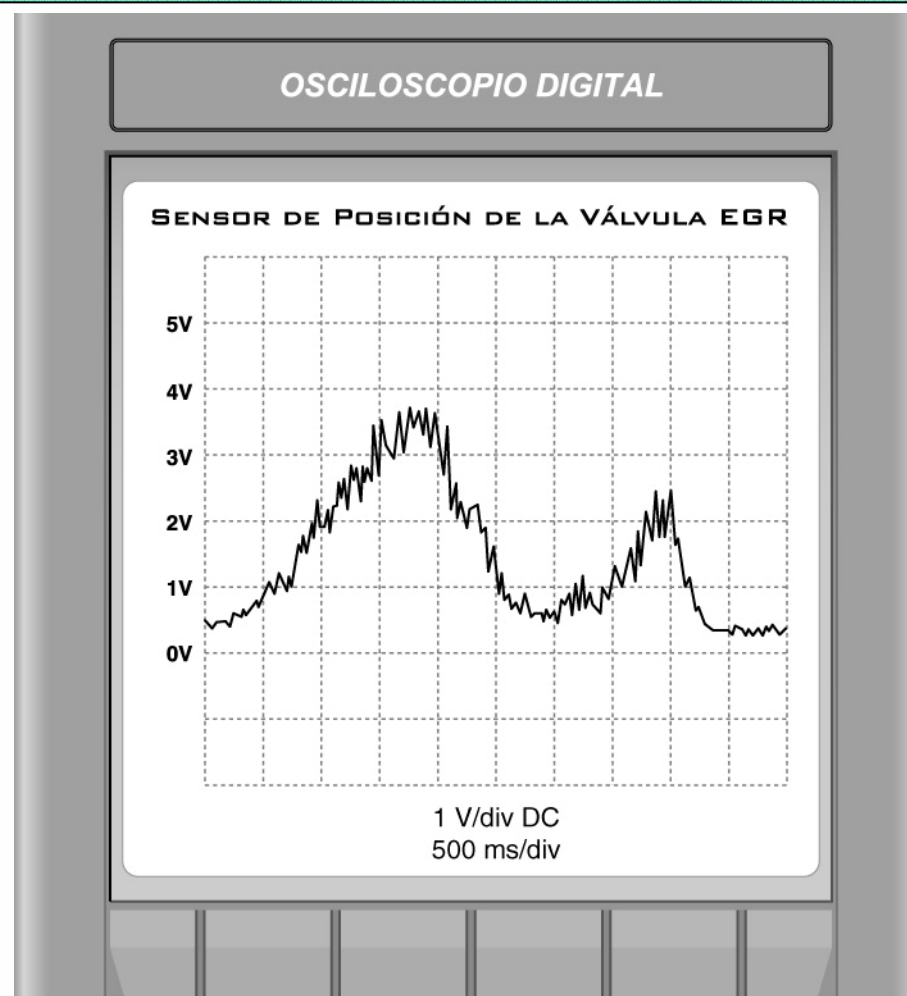 OSCILOSCOPIO DIGITAL
SENSOR DE POSICIÓN DE LA VÁLVULA EGR
5V
4V
3V
2V
1V
0V
1 V/div DC
500 ms/div